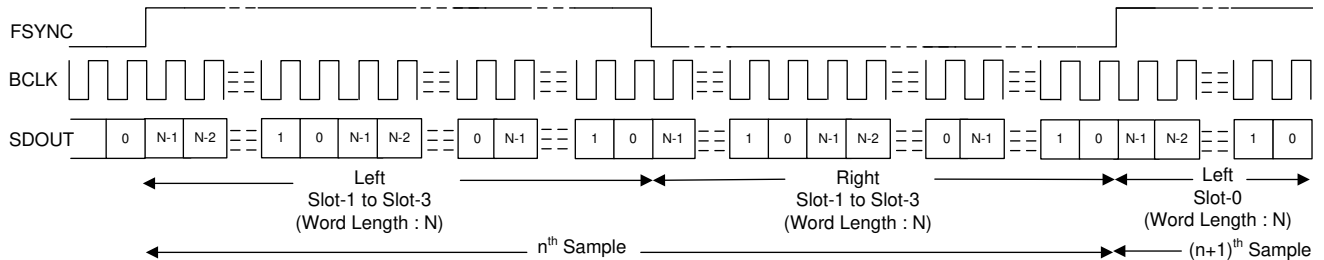 FSYNC
BCLK
SDOUT
0 N-1 N-2 1 0 N-1 N-2 0 N-1 1 0 N-1 1 0 N-1 N-2 0 N-1 1 0 N-1 N-2 1 0
Left
Slot-1 to Slot-3
(Word Length : N)
Right
Slot-1 to Slot-3
(Word Length : N)
Left
Slot-0
(Word Length : N)
nth Sample
(n+1)th Sample